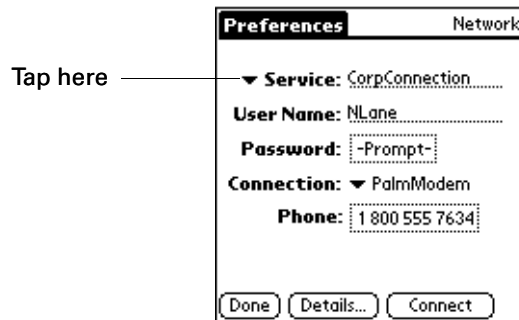 Preferences Network
Tap here
Service: CorpConnection
User Name: NLane
Password: -Prompt-
Connection: PalmModem
Phone: 1 800 555 7634
Done Details... Connect